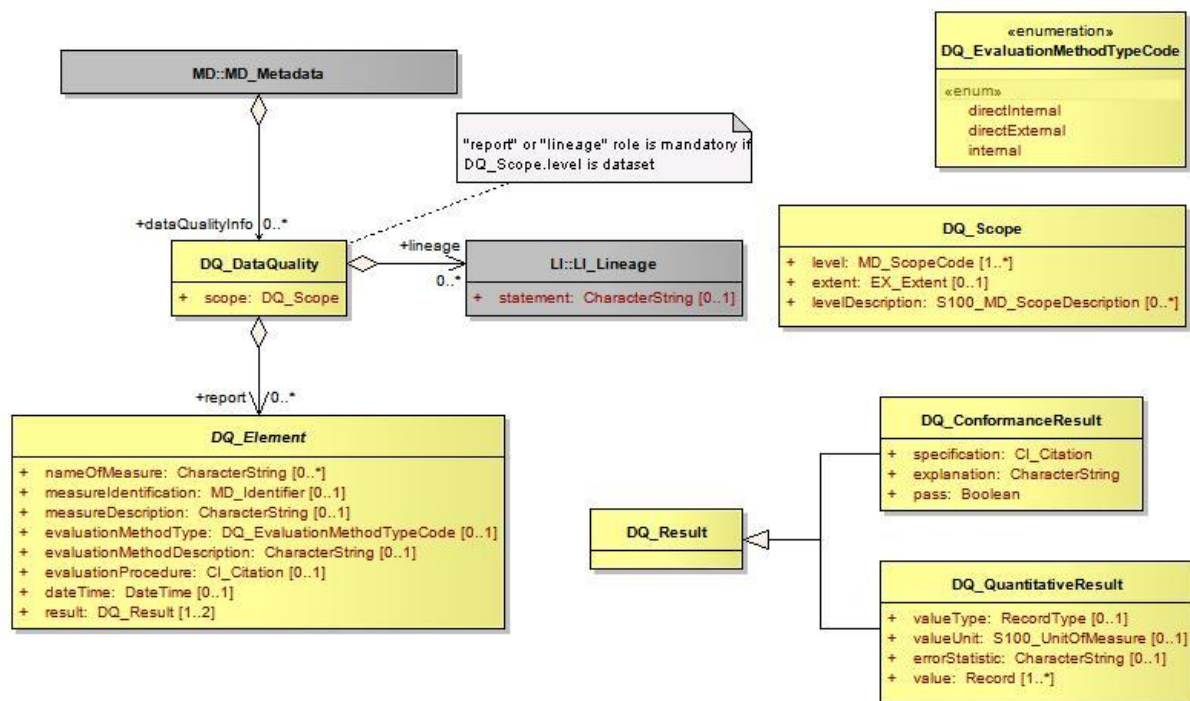 MD::MD_Metadata
«enumeration»
DQ_EvaluationMethodTypeCode
«enum»
directInternal
directExternal
internal
"report" or "lineage" role is mandatory if
DQ_Scope.level is dataset
+dataQualityInfo 0..*
DQ_DataQuality
+ scope: DQ_Scope
+lineage
0..*
LI::LI_Lineage
+ statement: CharacterString [0..1]
DQ_Scope
+ level: MD_ScopeCode [1..*]
+ extent: EX_Extent [0..1]
+ levelDescription: S100_MD_ScopeDescription [0..*]
+report 0..*
DQ_Element
+ nameOfMeasure: CharacterString [0..*]
+ measureIdentification: MD_Identifier [0..1]
+ measureDescription: CharacterString [0..1]
+ evaluationMethodType: DQ_EvaluationMethodTypeCode [0..1]
+ evaluationMethodDescription: CharacterString [0..1]
+ evaluationProcedure: CI_Citation [0..1]
+ dateTime: DateTime [0..1]
+ result: DQ_Result [1..2]
DQ_Result
DQ_ConformanceResult
+ specification: CI_Citation
+ explanation: CharacterString
+ pass: Boolean
DQ_QuantitativeResult
+ valueType: RecordType [0..1]
+ valueUnit: S100_UnitOfMeasure [0..1]
+ errorStatistic: CharacterString [0..1]
+ value: Record [1..*]